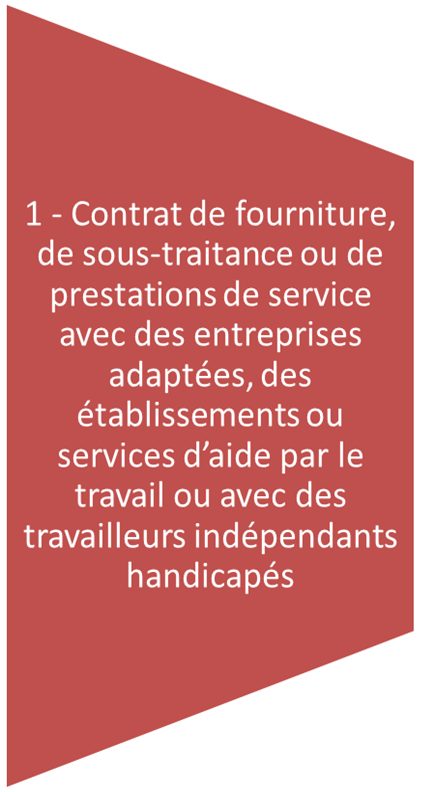 1 - Contrat de fourniture,
de sous-traitance ou de
prestations de service
avec des entreprises
adaptées, des
établissements ou
services d’aide par le
travail ou avec des
travailleurs indépendants
handicapés